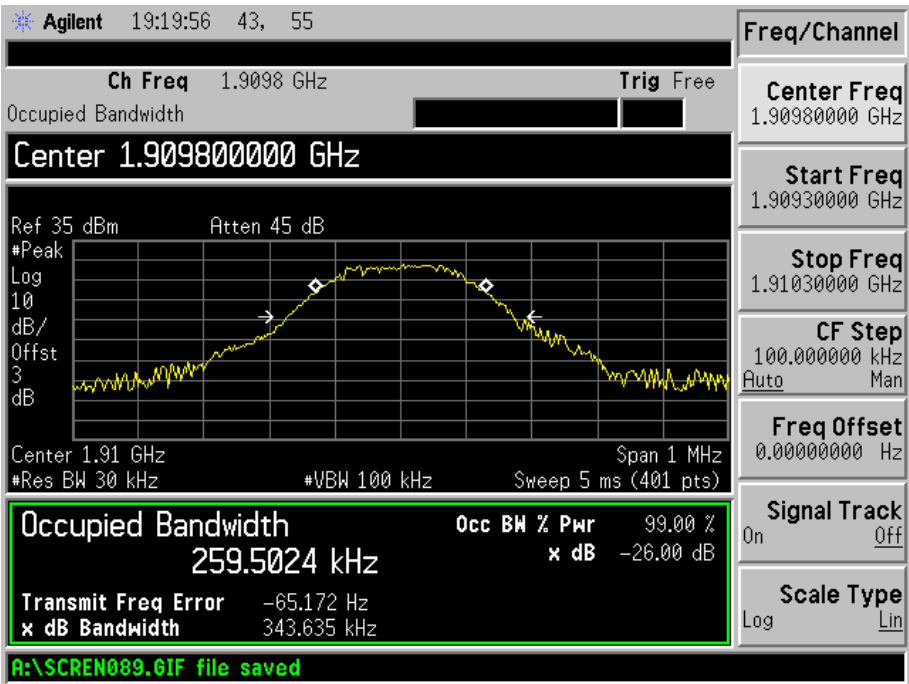 Agilent 19:19:56 43, 55
Ch Freq 1.9098 GHz Trig Free
Occupied Bandwidth
Center 1.909800000 GHz
Ref 35 dBm Atten 45 dB
#Peak
Log
10
dB/
Offst
3
dB
Center 1.91 GHz Span 1 MHz
#Res BW 30 kHz #VBW 100 kHz Sweep 5 ms (401 pts)
Occupied Bandwidth Occ BW % Pwr 99.00 %
259.5024 kHz x dB -26.00 dB
Transmit Freq Error -65.172 Hz
x dB Bandwidth 343.635 kHz
A:\SCREN089.GIF file saved
Freq/Channel
Center Freq
1.90980000 GHz
Start Freq
1.90930000 GHz
Stop Freq
1.91030000 GHz
CF Step
100.000000 kHz
Auto Man
Freq Offset
0.00000000 Hz
Signal Track
On Off
Scale Type
Log Lin